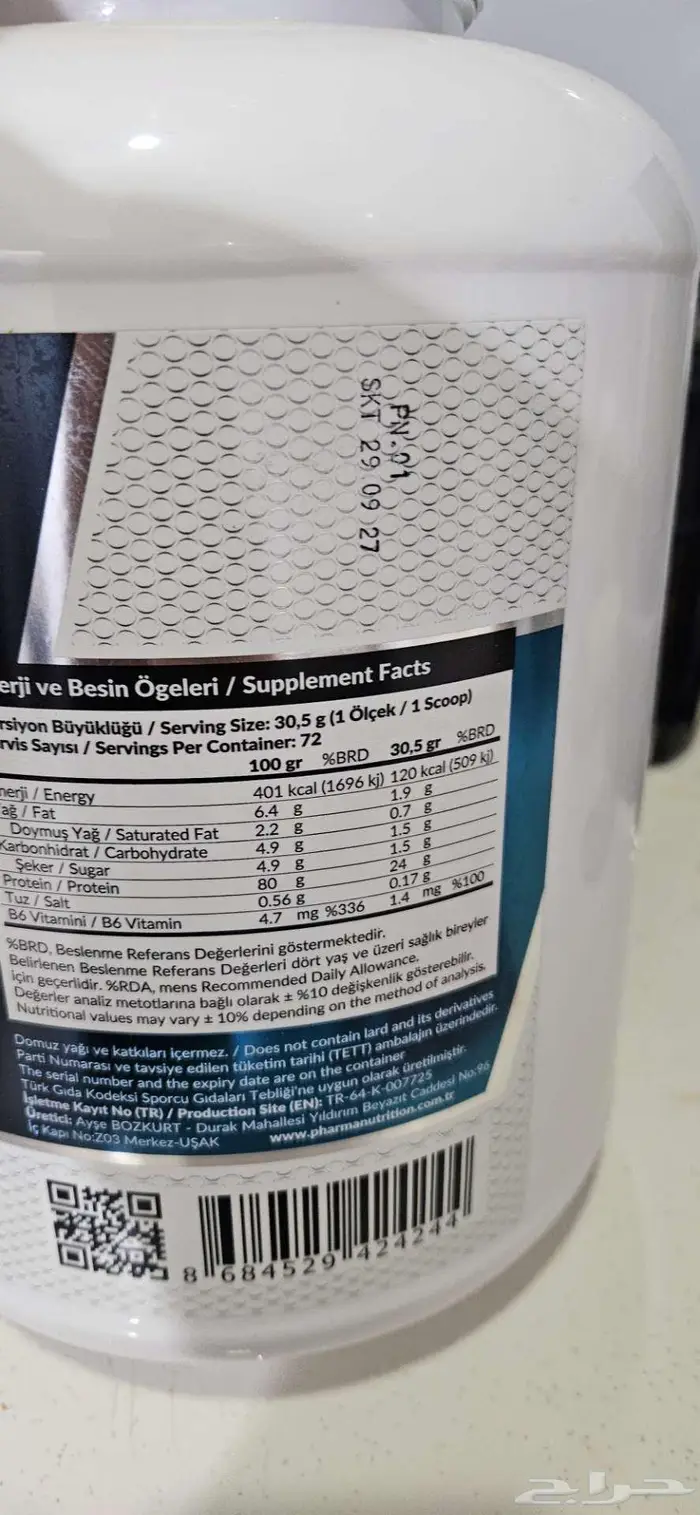 PN.01
SKT 29 09 27
erji ve Besin Ögeleri / Supplement Facts
rsiyon Büyüklüğü / Serving Size: 30,5 g (1 Ölçek / 1 Scoop)
rvis Sayısı / Servings Per Container: 72
100 gr %BRD 30,5 gr %BRD
nerji / Energy 401 kcal (1696 kj) 120 kcal (509 kj)
ağ / Fat 6.4 g 1.9 g
Doymuş Yağ / Saturated Fat 2.2 g 0.7 g
Karbonhidrat / Carbohydrate 4.9 g 1.5 g
Şeker / Sugar 4.9 g 1.5 g
Protein / Protein 80 g 24 g
Tuz / Salt 0.56 g 0.17 g
B6 Vitamini / B6 Vitamin 4.7 mg %336 1.4 mg %100
%BRD, Beslenme Referans Değerlerini göstermektedir.
Belirlenen Beslenme Referans Değerleri dört yaş ve üzeri sağlık bireyler
için geçerlidir. %RDA, mens Recommended Daily Allowance.
Değerler analiz metotlarına bağlı olarak ± %10 değişkenlik gösterebilir.
Nutritional values may vary ± 10% depending on the method of analysis.
Domuz yağı ve katkıları içermez. / Does not contain lard and its derivatives
Parti Numarası ve tavsiye edilen tüketim tarihi (TETT) ambalajın üzerindedir.
The serial number and the expiry date are on the container
Türk Gıda Kodeksi Sporcu Gıdaları Tebliği'ne uygun olarak üretilmiştir.
İşletme Kayıt No (TR) / Production Site (EN): TR-64-K-007725
Üretici: Ayşe BOZKURT - Durak Mahallesi Yıldırım Beyazıt Caddesi No:96
İç Kapı No:Z03 Merkez-UŞAK www.pharmanutrition.com.tr
8 684529 424244
حراج